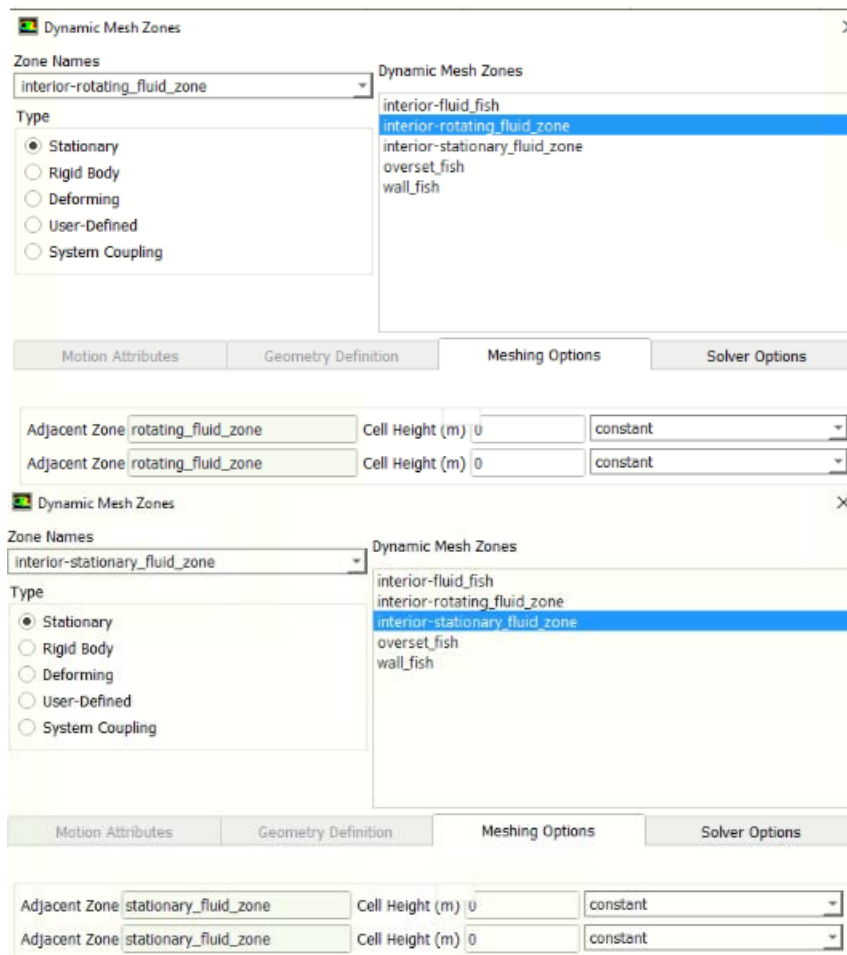 Dynamic Mesh Zones
Zone Names
interior-rotating_fluid_zone
Type
Stationary
Rigid Body
Deforming
User-Defined
System Coupling
Dynamic Mesh Zones
interior-fluid_fish
interior-rotating_fluid_zone
interior-stationary_fluid_zone
overset_fish
wall_fish
Motion Attributes Geometry Definition Meshing Options Solver Options
Adjacent Zone rotating_fluid_zone Cell Height (m) 0 constant
Adjacent Zone rotating_fluid_zone Cell Height (m) 0 constant
Dynamic Mesh Zones
Zone Names
interior-stationary_fluid_zone
Type
Stationary
Rigid Body
Deforming
User-Defined
System Coupling
Dynamic Mesh Zones
interior-fluid_fish
interior-rotating_fluid_zone
interior-stationary_fluid_zone
overset_fish
wall_fish
Motion Attributes Geometry Definition Meshing Options Solver Options
Adjacent Zone stationary_fluid_zone Cell Height (m) 0 constant
Adjacent Zone stationary_fluid_zone Cell Height (m) 0 constant